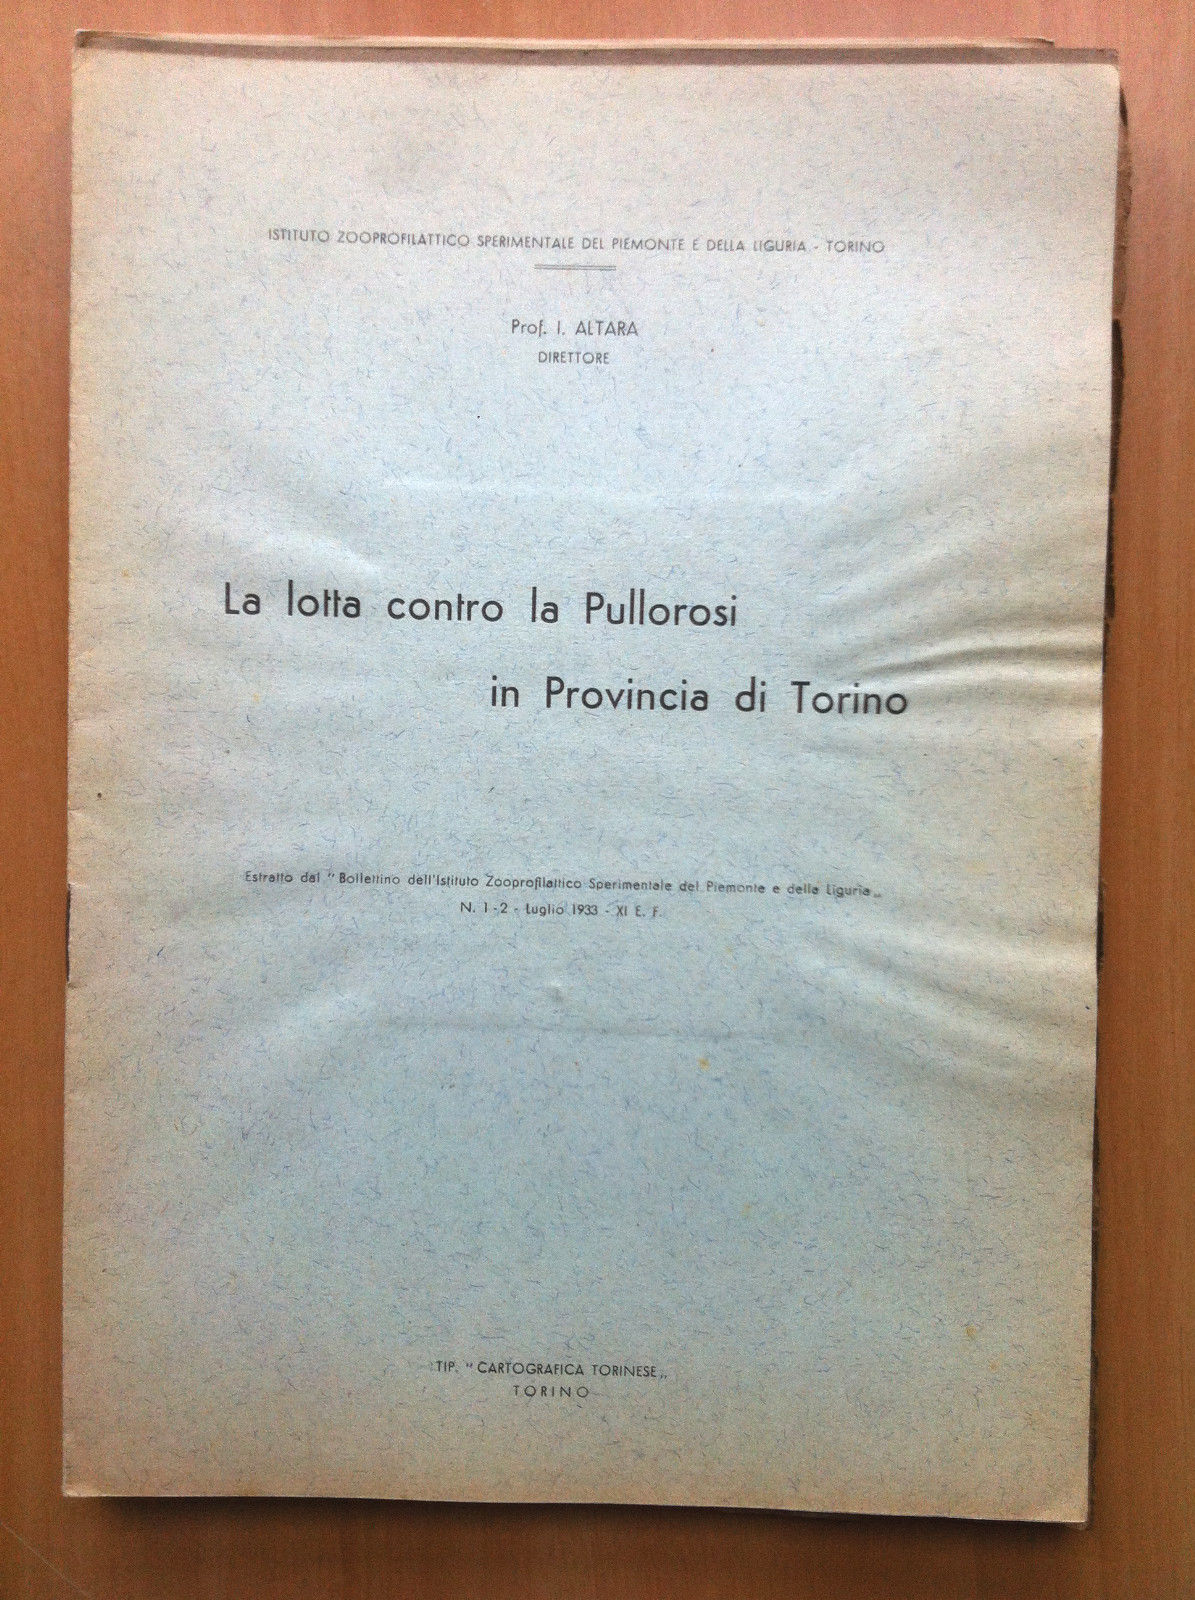 ISTITUTO ZOOPROFILATTICO SPERIMENTALE DEL PIEMONTE E DELLA LIGURIA - TORINO
Prof. I. ALTARA
DIRETTORE
La lotta contro la Pullorosi
in Provincia di Torino
Estratto dal "Bollettino dell'Istituto Zooprofilattico Sperimentale del Piemonte e della Liguria„
N. 1-2 - Luglio 1933 - XI E. F.
TIP. "CARTOGRAFICA TORINESE„
TORINO